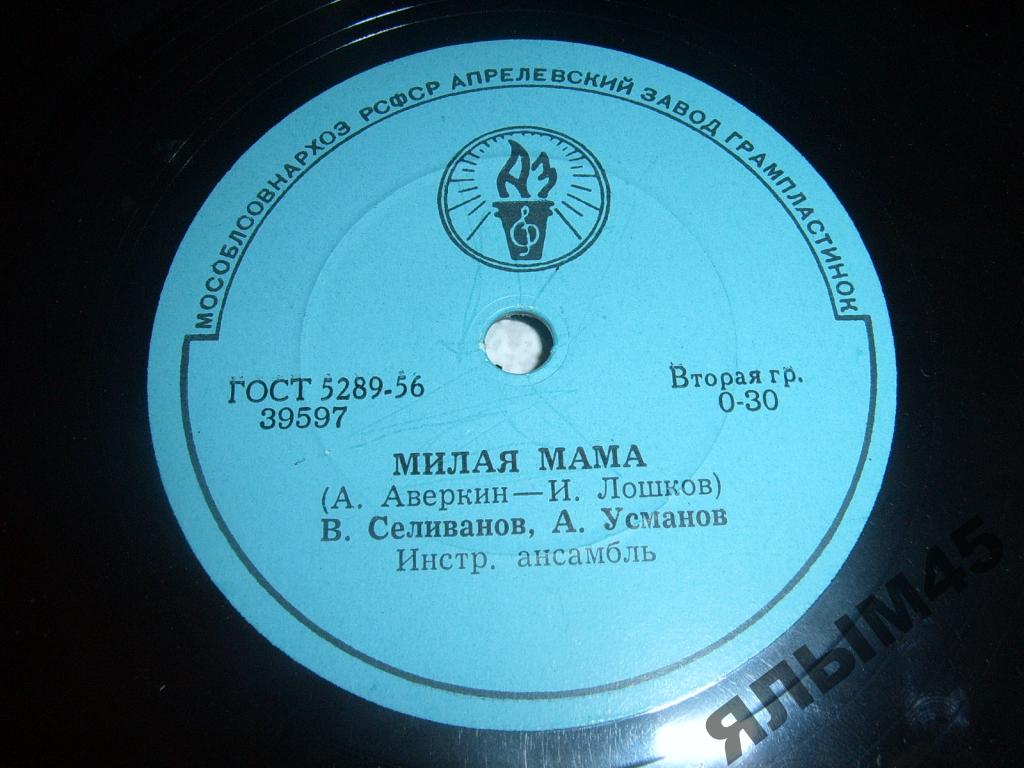 МОСОБЛСОВНАРХОЗ РСФСР АПРЕЛЕВСКИЙ ЗАВОД ГРАМПЛАСТИНОК
АЗ
ГОСТ 5289-56
39597
Вторая гр.
0-30
МИЛАЯ МАМА
(А. Аверкин — И. Лошков)
В. Селиванов, А. Усманов
Инстр. ансамбль
ЯЛЫМ45